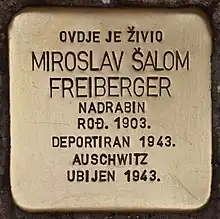 OVDJE JE ŽIVIO
MIROSLAV ŠALOM
FREIBERGER
NADRABIN
ROĐ. 1903.
DEPORTIRAN 1943.
AUSCHWITZ
UBIJEN 1943.